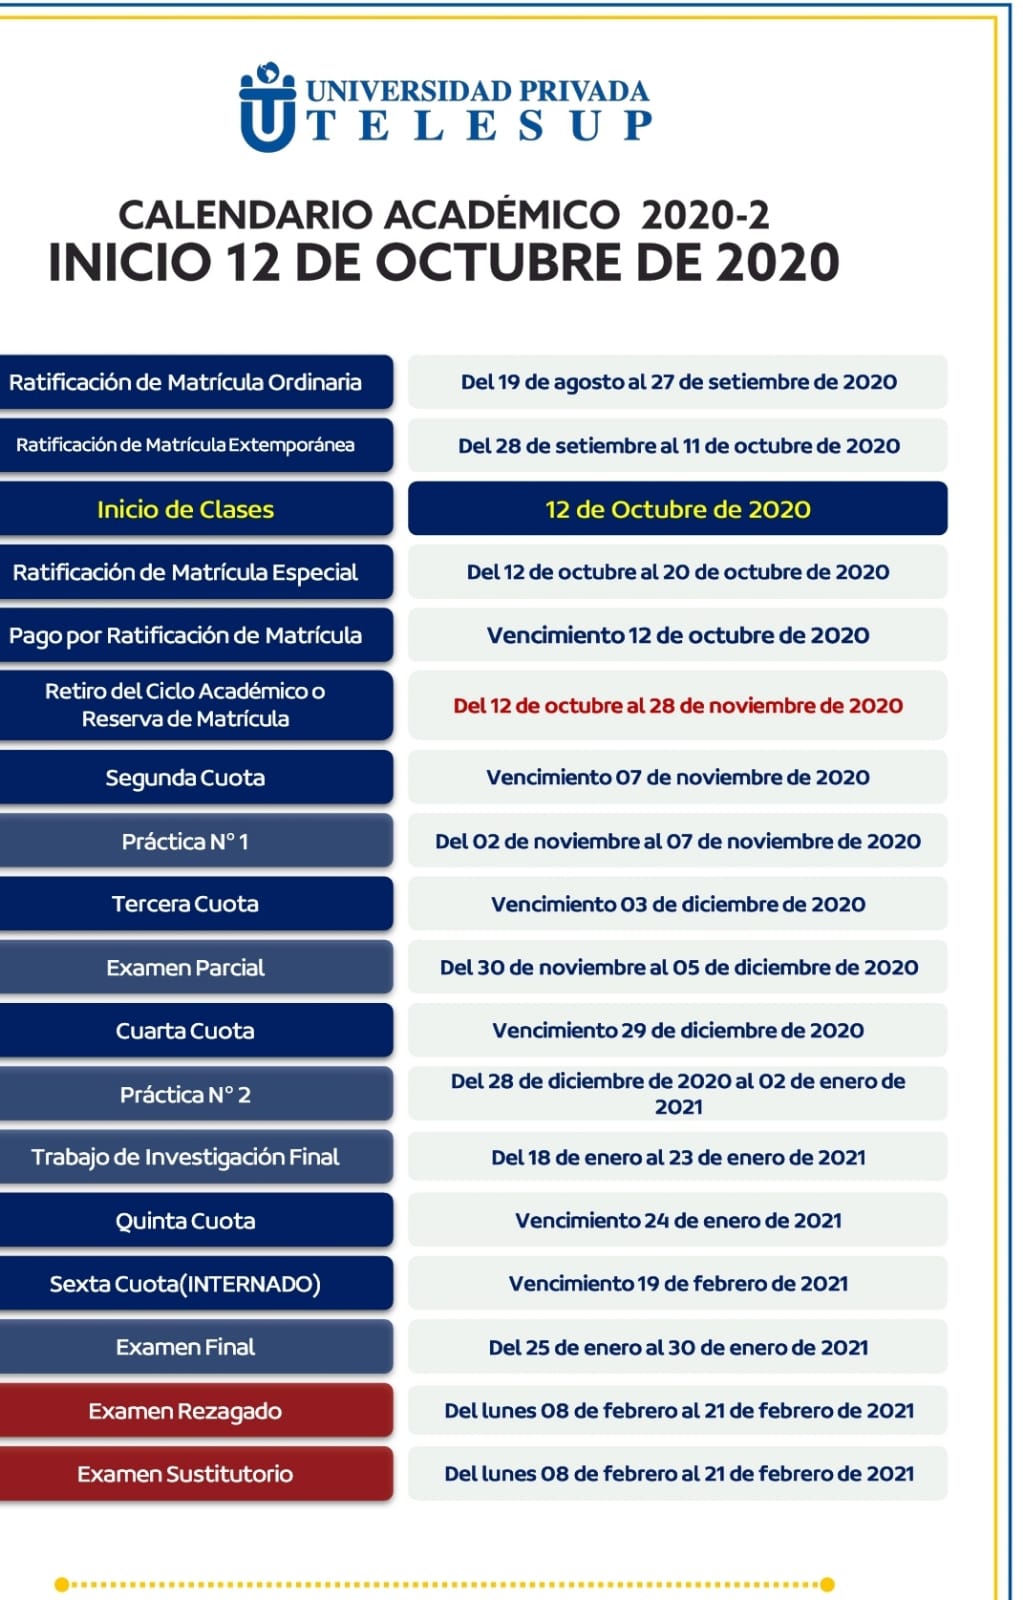 UNIVERSIDAD PRIVADA
TELESUP
CALENDARIO ACADÉMICO 2020-2
INICIO 12 DE OCTUBRE DE 2020
Ratificación de Matrícula Ordinaria
Del 19 de agosto al 27 de setiembre de 2020
Ratificación de Matrícula Extemporánea
Del 28 de setiembre al 11 de octubre de 2020
Inicio de Clases
12 de Octubre de 2020
Ratificación de Matrícula Especial
Del 12 de octubre al 20 de octubre de 2020
Pago por Ratificación de Matrícula
Vencimiento 12 de octubre de 2020
Retiro del Ciclo Académico o
Reserva de Matrícula
Del 12 de octubre al 28 de noviembre de 2020
Segunda Cuota
Vencimiento 07 de noviembre de 2020
Práctica N° 1
Del 02 de noviembre al 07 de noviembre de 2020
Tercera Cuota
Vencimiento 03 de diciembre de 2020
Examen Parcial
Del 30 de noviembre al 05 de diciembre de 2020
Cuarta Cuota
Vencimiento 29 de diciembre de 2020
Práctica N° 2
Del 28 de diciembre de 2020 al 02 de enero de
2021
Trabajo de Investigación Final
Del 18 de enero al 23 de enero de 2021
Quinta Cuota
Vencimiento 24 de enero de 2021
Sexta Cuota(INTERNADO)
Vencimiento 19 de febrero de 2021
Examen Final
Del 25 de enero al 30 de enero de 2021
Examen Rezagado
Del lunes 08 de febrero al 21 de febrero de 2021
Examen Sustitutorio
Del lunes 08 de febrero al 21 de febrero de 2021